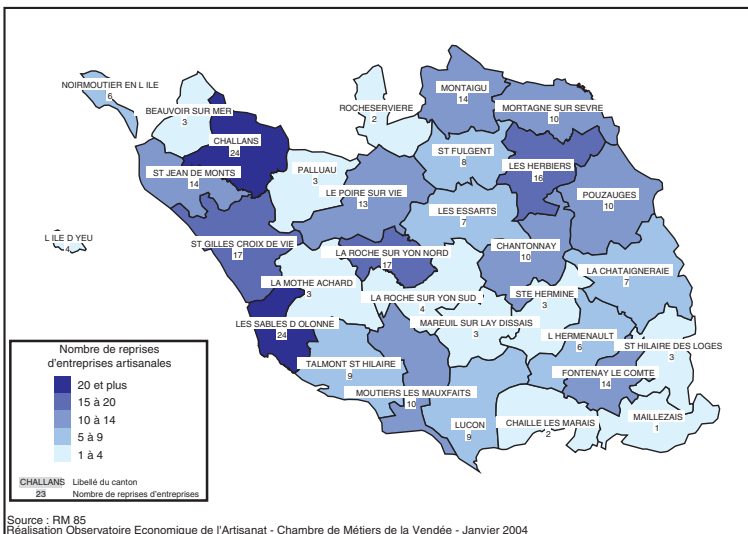 MONTAIGU
14
NOIRMOUTIER EN L ILE
6
BEAUVOIR SUR MER
3
ROCHESERVIERE
2
MORTAGNE SUR SEVRE
10
CHALLANS
24
ST FULGENT
8
LES HERBIERS
16
ST JEAN DE MONTS
14
PALLUAU
3
LE POIRE SUR VIE
13
POUZAUGES
10
LES ESSARTS
7
L ILE D YEU
4
ST GILLES CROIX DE VIE
17
LA ROCHE SUR YON NORD
17
CHANTONNAY
10
LA CHATAIGNERAIE
7
LA MOTHE ACHARD
3
LA ROCHE SUR YON SUD
4
STE HERMINE
3
LES SABLES D OLONNE
24
MAREUIL SUR LAY DISSAIS
3
L HERMENAULT
6
ST HILAIRE DES LOGES
3
TALMONT ST HILAIRE
9
FONTENAY LE COMTE
14
MOUTIERS LES MAUXFAITS
10
LUCON
9
CHAILLE LES MARAIS
2
MAILLEZAIS
1
Nombre de reprises
d'entreprises artisanales
20 et plus
15 à 20
10 à 14
5 à 9
1 à 4
CHALLANS Libellé du canton
23 Nombre de reprises d'entreprises
Source : RM 85
Réalisation Observatoire Economique de l'Artisanat - Chambre de Métiers de la Vendée - Janvier 2004